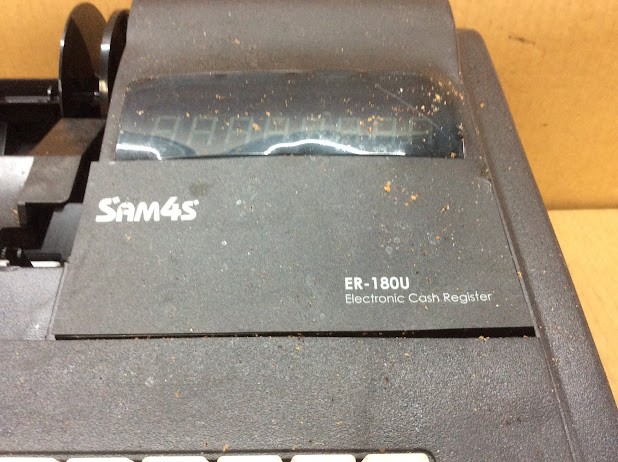 SAM4S
ER-180U
Electronic Cash Register